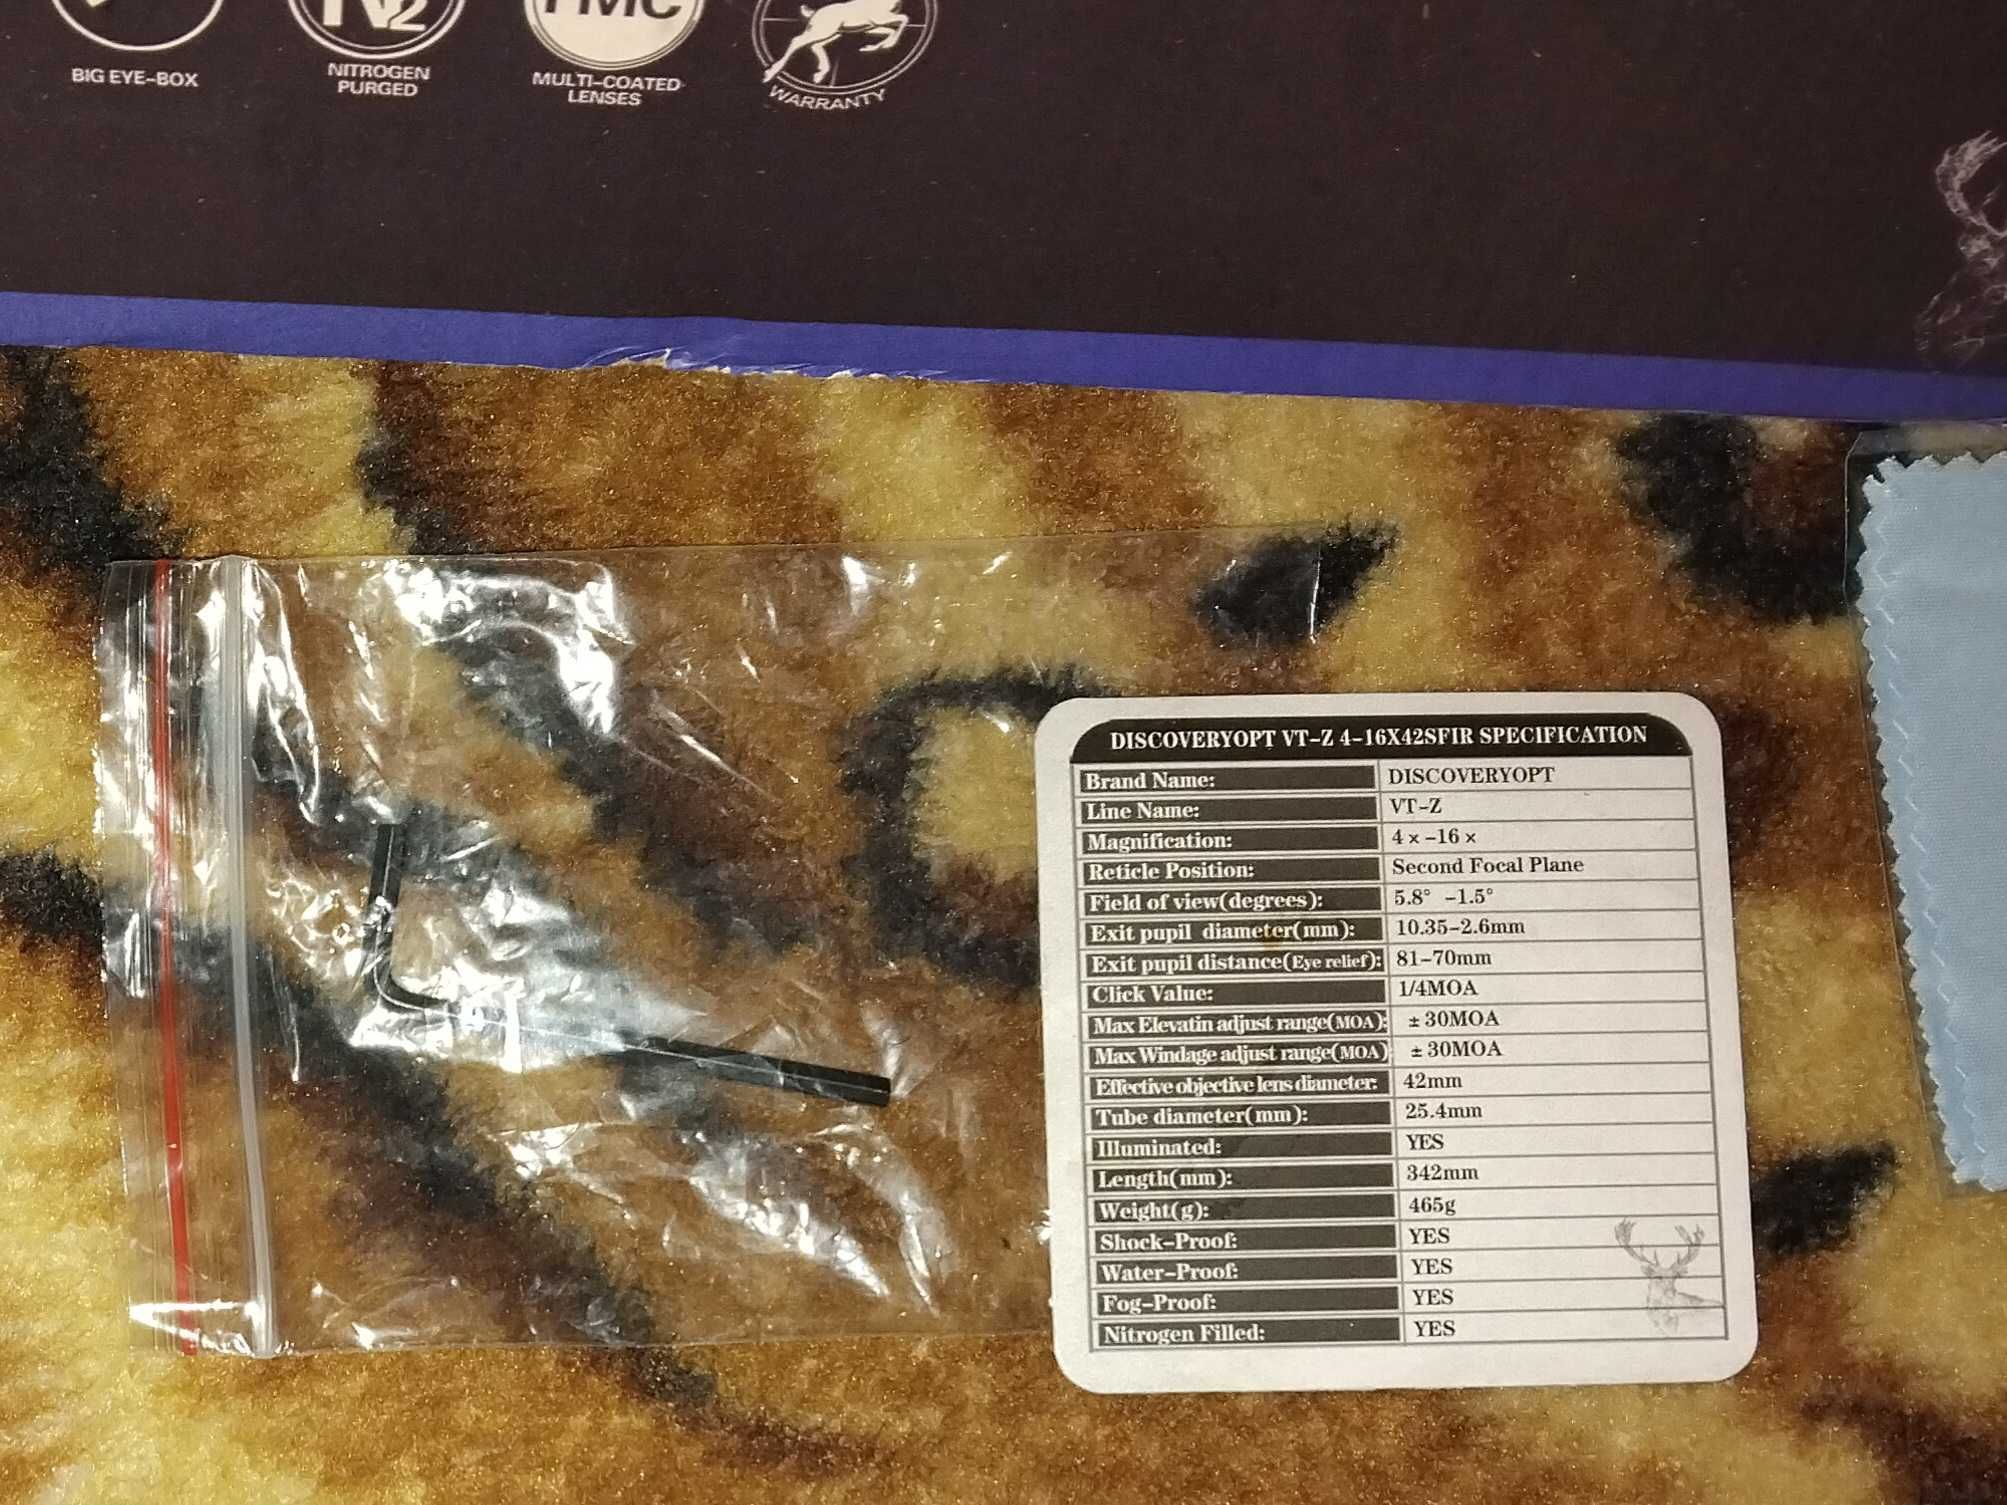 BIG EYE-BOX
N2
NITROGEN
PURGED
MULTI-COATED
LENSES
WARRANTY
DISCOVERYOPT VT-Z 4-16X42SFIR SPECIFICATION
Brand Name: DISCOVERYOPT
Line Name: VT-Z
Magnification: 4×-16×
Reticle Position: Second Focal Plane
Field of view(degrees): 5.8° -1.5°
Exit pupil diameter(mm): 10.35-2.6mm
Exit pupil distance(Eye relief): 81-70mm
Click Value: 1/4MOA
Max Elevatin adjust range(MOA): ±30MOA
Max Windage adjust range(MOA) ±30MOA
Effective objective lens diameter: 42mm
Tube diameter(mm): 25.4mm
Illuminated: YES
Length(mm): 342mm
Weight(g): 465g
Shock-Proof: YES
Water-Proof: YES
Fog-Proof: YES
Nitrogen Filled: YES